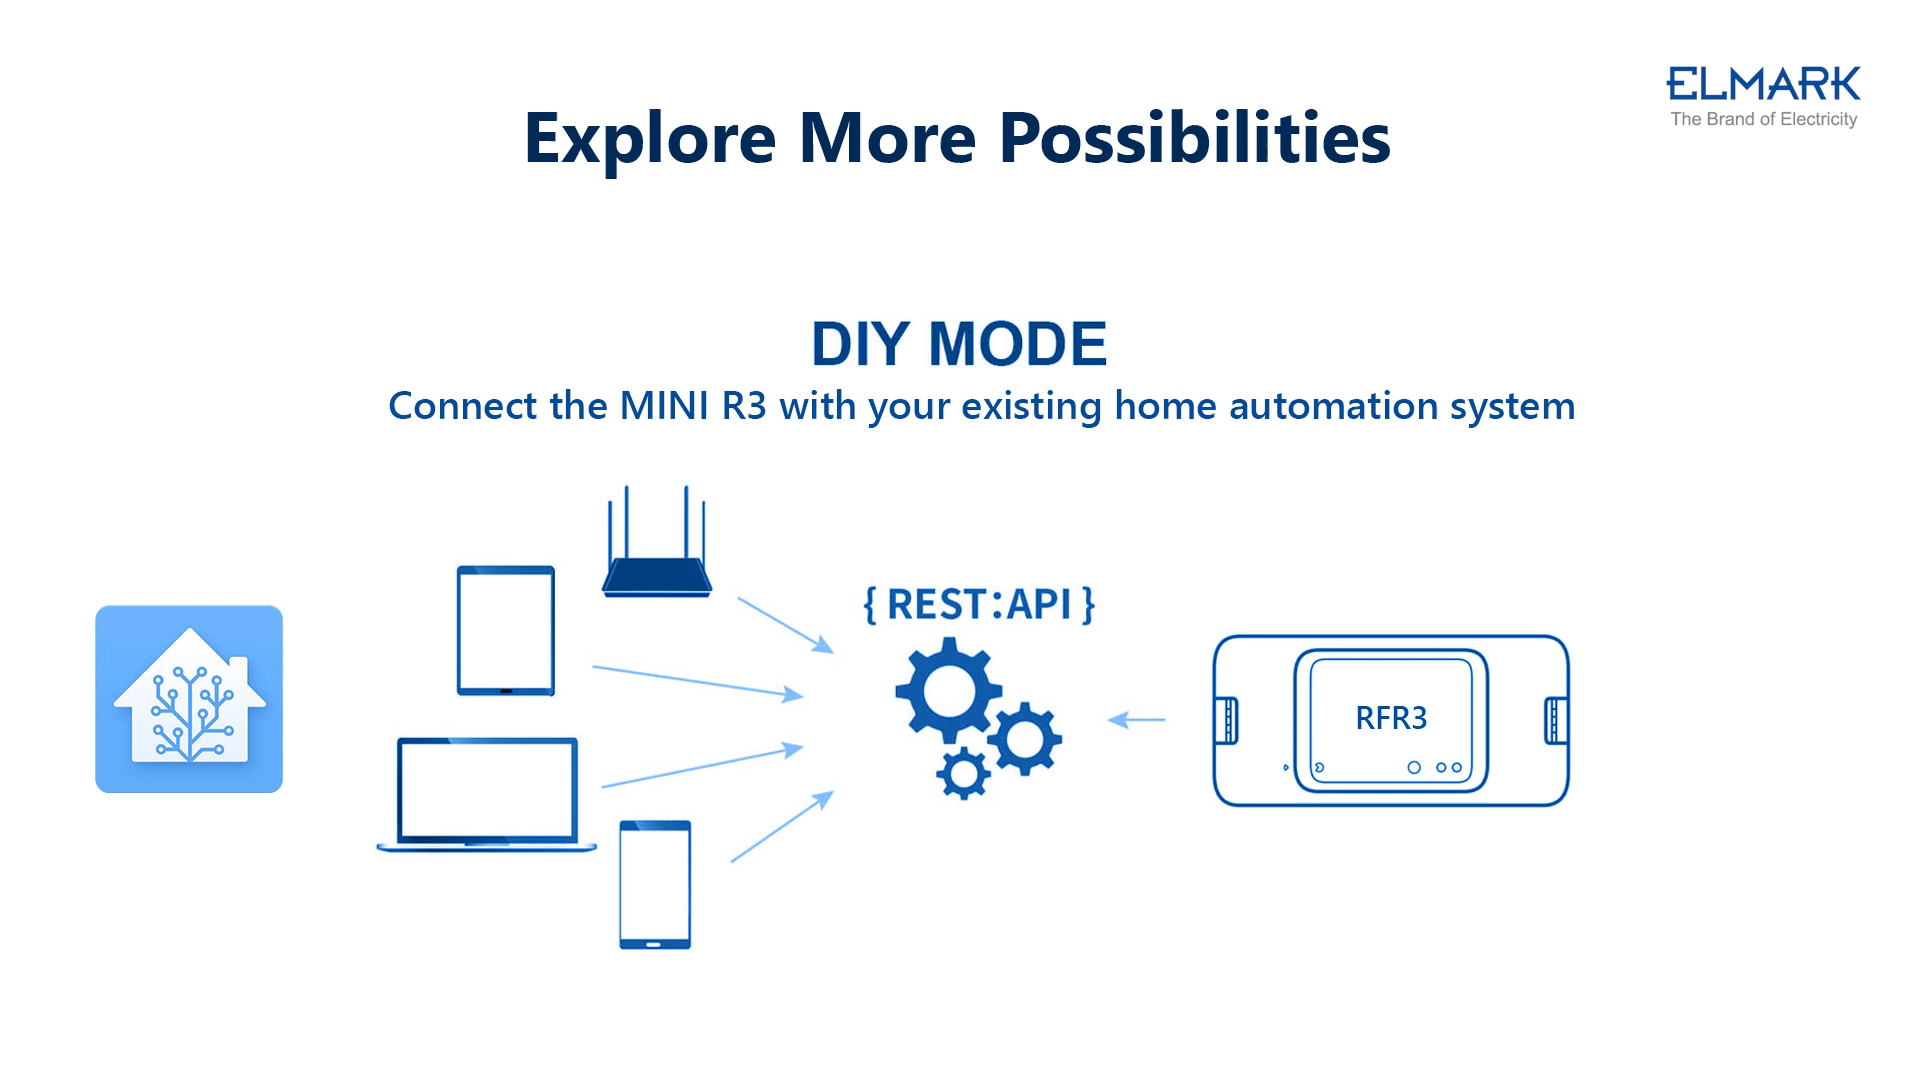 ELMARK
The Brand of Electricity
Explore More Possibilities
DIY MODE
Connect the MINI R3 with your existing home automation system
{ REST:API }
RFR3